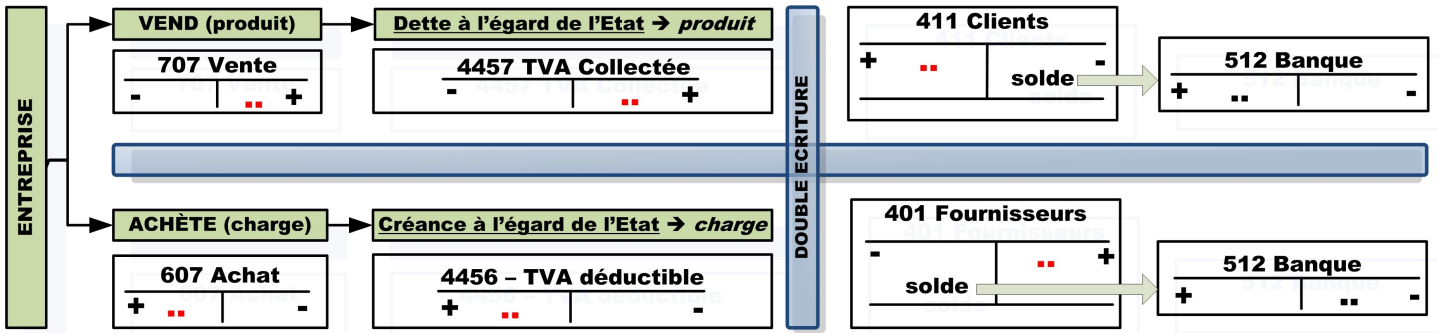 ENTREPRISE
VEND (produit)
Dette à l’égard de l’Etat ➔ produit
707 Vente
- +
4457 TVA Collectée
- +
DOUBLE ECRITURE
411 Clients
+ -
solde
512 Banque
+ -
ACHÈTE (charge)
Créance à l’égard de l’Etat ➔ charge
607 Achat
+ -
4456 – TVA déductible
+ -
401 Fournisseurs
- +
solde
512 Banque
+ -